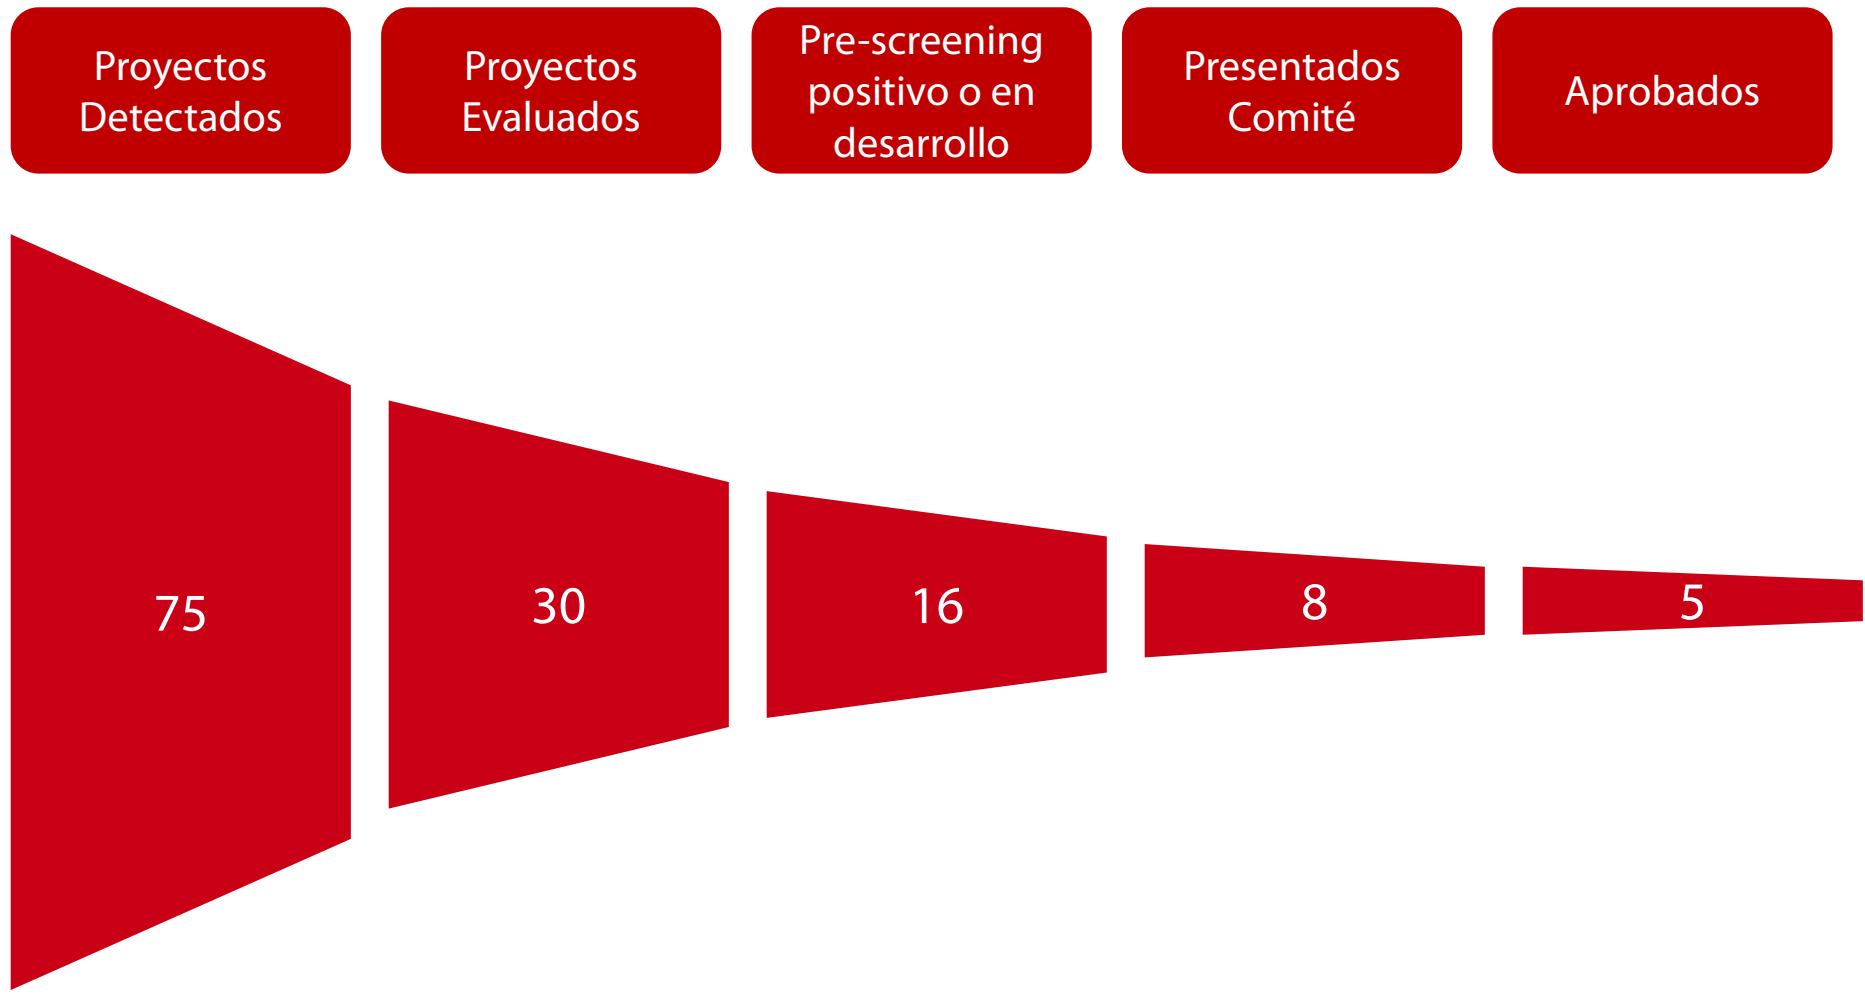 Proyectos
Detectados
Proyectos
Evaluados
Pre-screening
positivo o en
desarrollo
Presentados
Comité
Aprobados
75
30
16
8
5